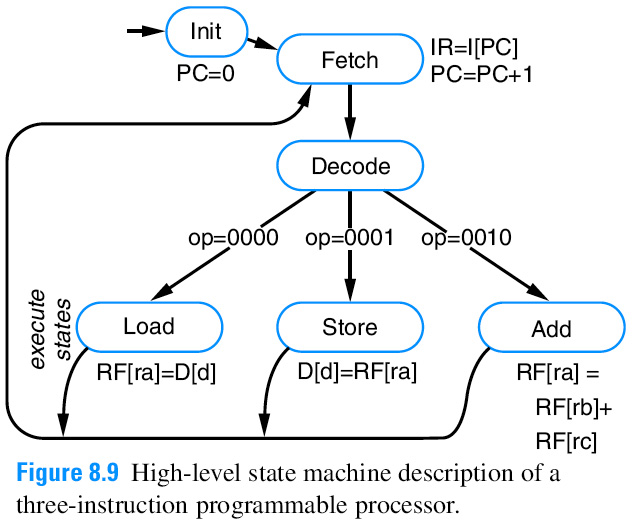 Init
PC=0
Fetch
IR=I[PC]
PC=PC+1
Decode
op=0000
op=0001
op=0010
execute
states
Load
RF[ra]=D[d]
Store
D[d]=RF[ra]
Add
RF[ra] =
RF[rb]+
RF[rc]
Figure 8.9 High-level state machine description of a
three-instruction programmable processor.